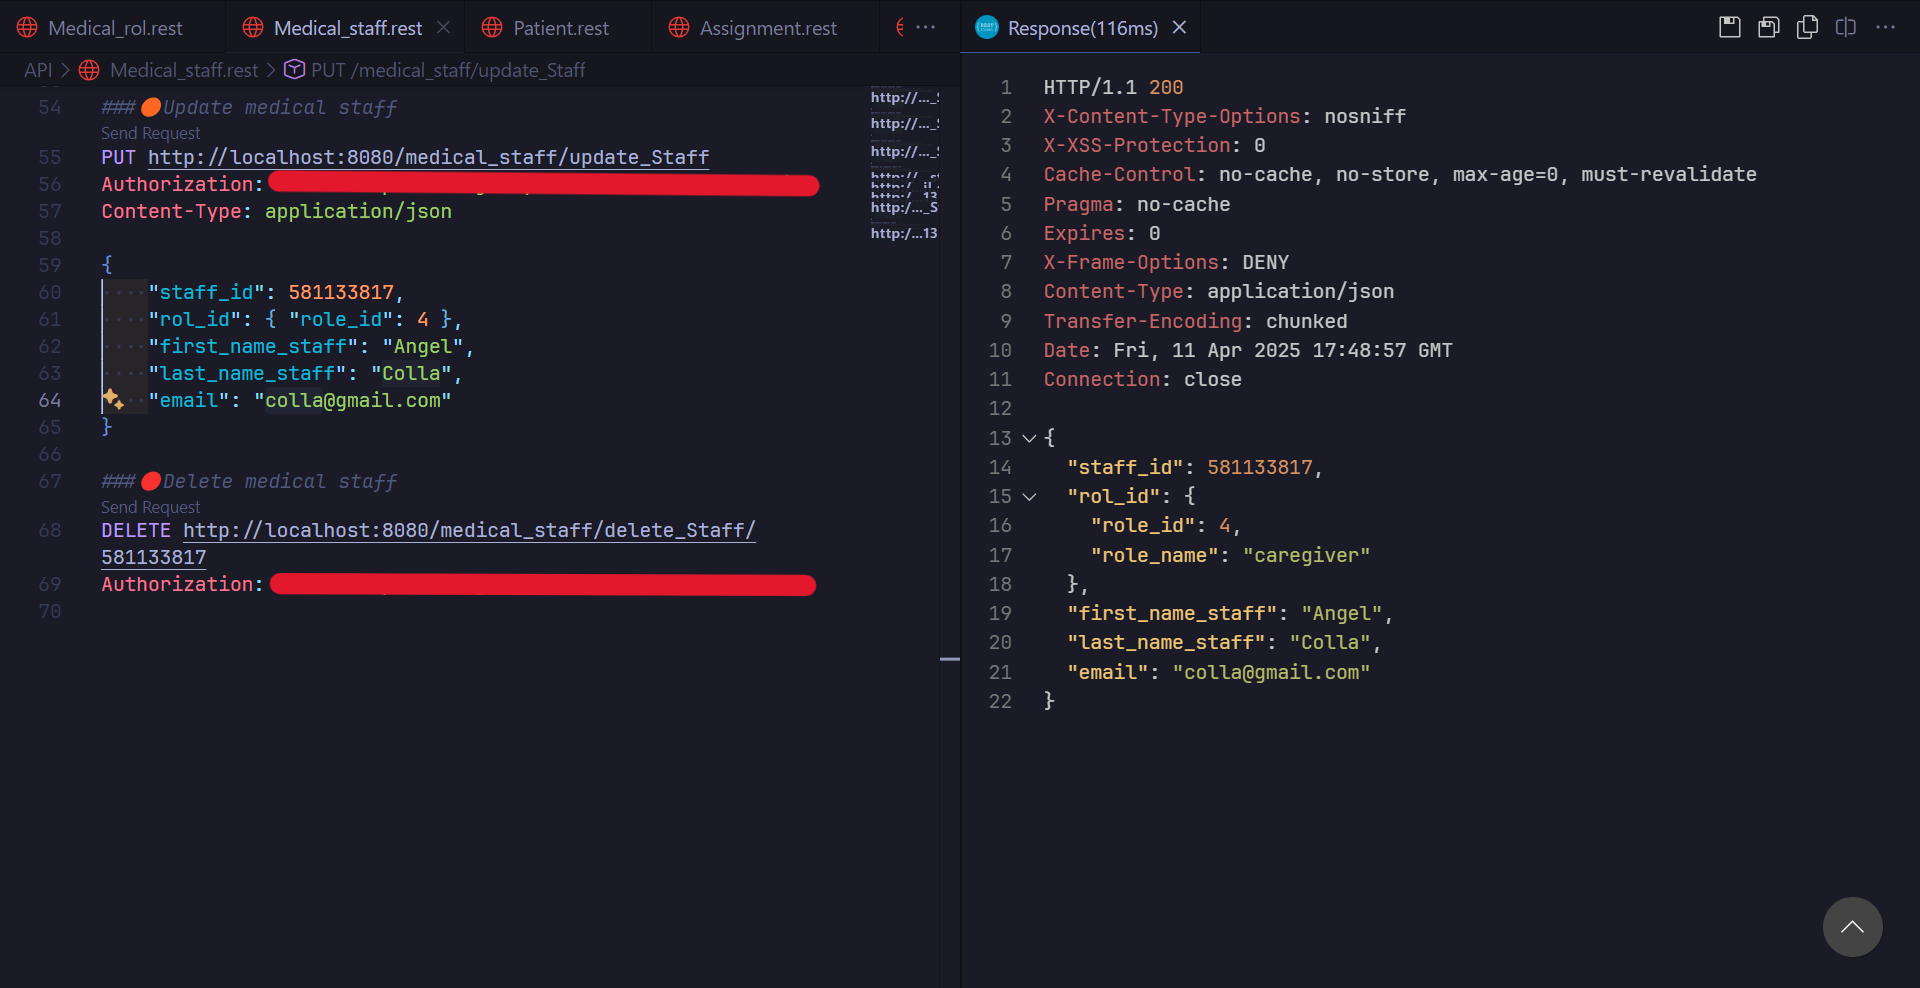 Medical_rol.rest
Medical_staff.rest
Patient.rest
Assignment.rest
API > Medical_staff.rest > PUT /medical_staff/update_Staff
54 ### Update medical staff
Send Request
55 PUT http://localhost:8080/medical_staff/update_Staff
56 Authorization:
57 Content-Type: application/json
58
59 {
60 "staff_id": 581133817,
61 "rol_id": { "role_id": 4 },
62 "first_name_staff": "Angel",
63 "last_name_staff": "Colla",
64 "email": "colla@gmail.com"
65 }
66
67 ### Delete medical staff
Send Request
68 DELETE http://localhost:8080/medical_staff/delete_Staff/
581133817
69 Authorization:
70
http://..._S
http://..._S
http://..._S
http:/..._S
http:/...13
Response(116ms)
1 HTTP/1.1 200
2 X-Content-Type-Options: nosniff
3 X-XSS-Protection: 0
4 Cache-Control: no-cache, no-store, max-age=0, must-revalidate
5 Pragma: no-cache
6 Expires: 0
7 X-Frame-Options: DENY
8 Content-Type: application/json
9 Transfer-Encoding: chunked
10 Date: Fri, 11 Apr 2025 17:48:57 GMT
11 Connection: close
12
13 {
14 "staff_id": 581133817,
15 "rol_id": {
16 "role_id": 4,
17 "role_name": "caregiver"
18 },
19 "first_name_staff": "Angel",
20 "last_name_staff": "Colla",
21 "email": "colla@gmail.com"
22 }